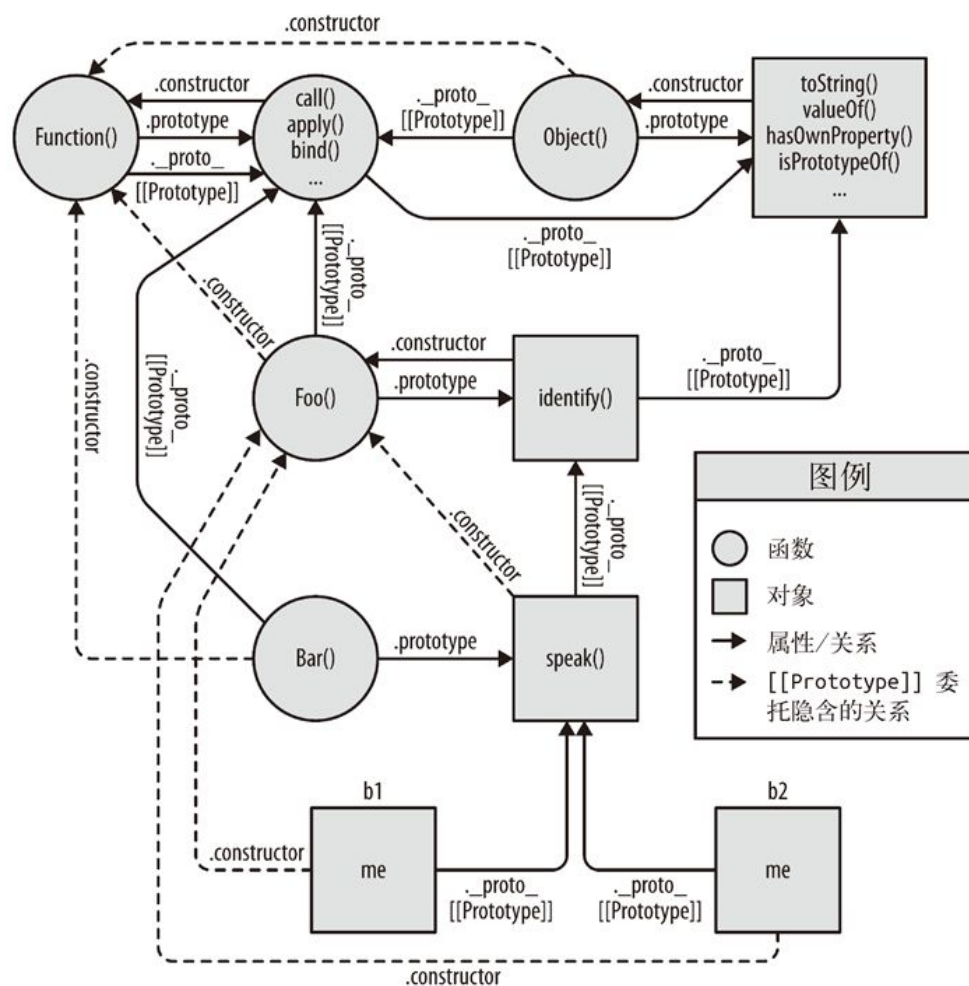 .constructor
.constructor
.prototype
._proto_
[[Prototype]]
Function()
call()
apply()
bind()
...
._proto_
[[Prototype]]
Object()
.constructor
.prototype
toString()
valueOf()
hasOwnProperty()
isPrototypeOf()
...
._proto_
[[Prototype]]
._proto_
[[Prototype]]
.constructor
.constructor
._proto_
[[Prototype]]
Foo()
.constructor
.prototype
identify()
._proto_
[[Prototype]]
.constructor
._proto_
[[Prototype]]
Bar()
.prototype
speak()
图例
函数
对象
属性/关系
[[Prototype]] 委
托隐含的关系
b1
me
.constructor
._proto_
[[Prototype]]
b2
me
._proto_
[[Prototype]]
.constructor